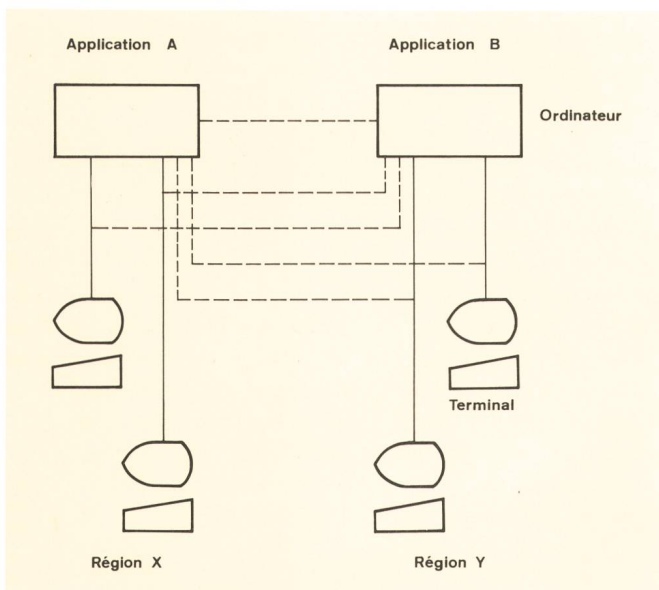 Application A
Application B
Ordinateur
Terminal
Région X
Région Y